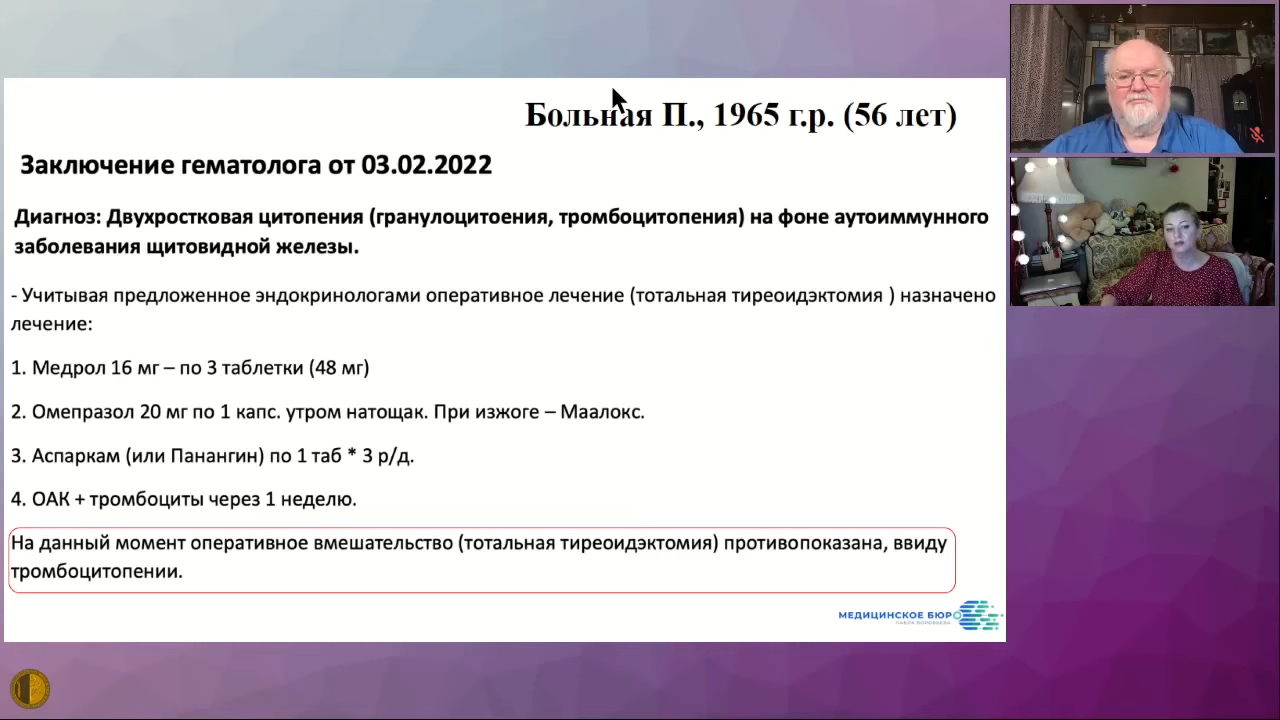 Больная П., 1965 г.р. (56 лет)
Заключение гематолога от 03.02.2022
Диагноз: Двухростковая цитопения (гранулоцитоения, тромбоцитопения) на фоне аутоиммунного
заболевания щитовидной железы.
- Учитывая предложенное эндокринологами оперативное лечение (тотальная тиреоидэктомия ) назначено
лечение:
1. Медрол 16 мг – по 3 таблетки (48 мг)
2. Омепразол 20 мг по 1 капс. утром натощак. При изжоге – Маалокс.
3. Аспаркам (или Панангин) по 1 таб * 3 р/д.
4. ОАК + тромбоциты через 1 неделю.
На данный момент оперативное вмешательство (тотальная тиреоидэктомия) противопоказана, ввиду
тромбоцитопении.
МЕДИЦИНСКОЕ БЮРО
ПАВЛА ВОРОБЬЕВА